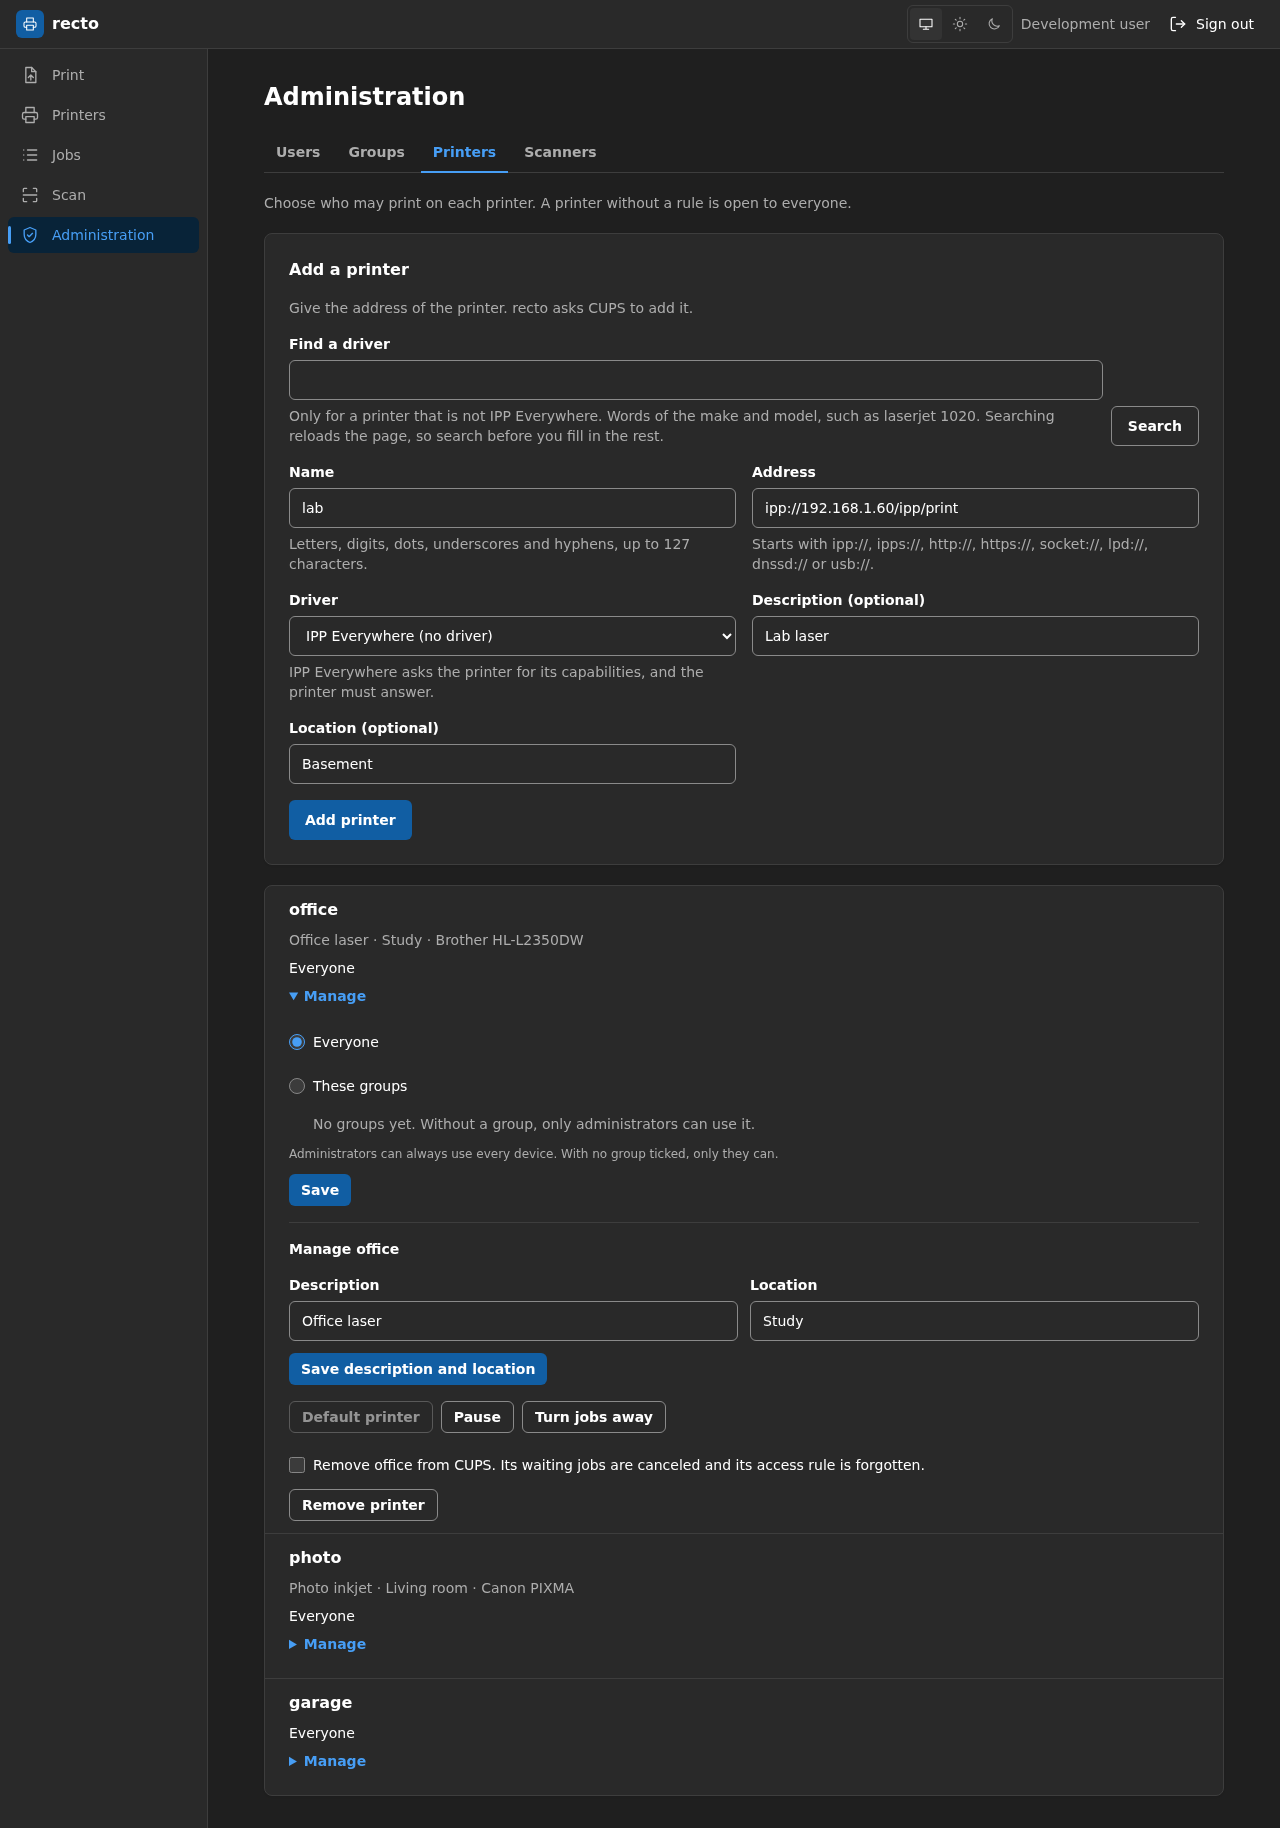 recto
Development user
Sign out
Print
Printers
Jobs
Scan
Administration
Administration
Users
Groups
Printers
Scanners
Choose who may print on each printer. A printer without a rule is open to everyone.
Add a printer
Give the address of the printer. recto asks CUPS to add it.
Find a driver
Only for a printer that is not IPP Everywhere. Words of the make and model, such as laserjet 1020. Searching
reloads the page, so search before you fill in the rest.
Search
Name
Address
lab
ipp://192.168.1.60/ipp/print
Letters, digits, dots, underscores and hyphens, up to 127
characters.
Starts with ipp://, ipps://, http://, https://, socket://, lpd://,
dnssd:// or usb://.
Driver
Description (optional)
IPP Everywhere (no driver)
Lab laser
IPP Everywhere asks the printer for its capabilities, and the
printer must answer.
Location (optional)
Basement
Add printer
office
Office laser · Study · Brother HL-L2350DW
Everyone
Manage
Everyone
These groups
No groups yet. Without a group, only administrators can use it.
Administrators can always use every device. With no group ticked, only they can.
Save
Manage office
Description
Location
Office laser
Study
Save description and location
Default printer
Pause
Turn jobs away
Remove office from CUPS. Its waiting jobs are canceled and its access rule is forgotten.
Remove printer
photo
Photo inkjet · Living room · Canon PIXMA
Everyone
Manage
garage
Everyone
Manage